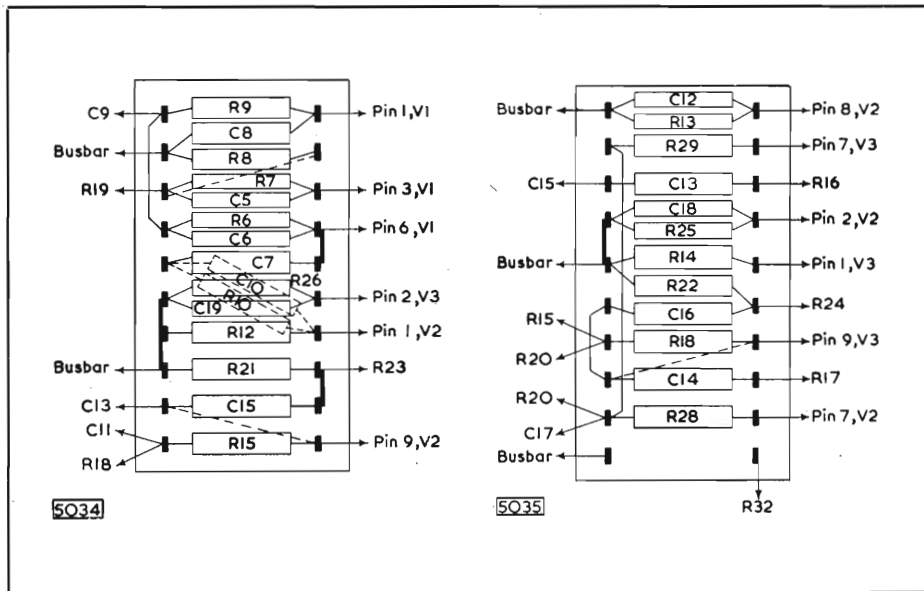 C9 R9 Pin 1,V1
C8
Busbar R8
R7
R19 C5 Pin 3,V1
R6 Pin 6,V1
C6
C7
C10 R26
R10 Pin 2,V3
C19
R12 Pin 1,V2
Busbar R21 R23
C13 C15
C11
R15 Pin 9,V2
R18
5034
Busbar C12 Pin 8,V2
R13
R29 Pin 7,V3
C15 C13 R16
C18 Pin 2,V2
R25
Busbar R14 Pin 1,V3
R22
R24
R15 C16
R18 Pin 9,V3
R20
C14 R17
R20
R28 Pin 7,V2
C17
Busbar
5035 R32